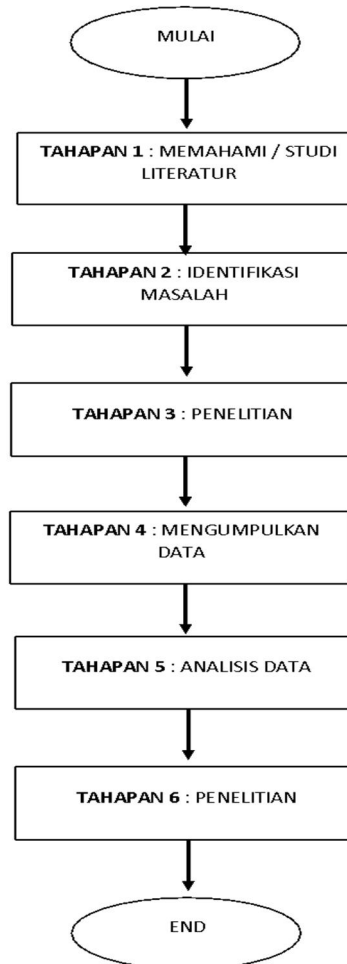 MULAI
TAHAPAN 1 : MEMAHAMI / STUDI
LITERATUR
TAHAPAN 2 : IDENTIFIKASI
MASALAH
TAHAPAN 3 : PENELITIAN
TAHAPAN 4 : MENGUMPULKAN
DATA
TAHAPAN 5 : ANALISIS DATA
TAHAPAN 6 : PENELITIAN
END